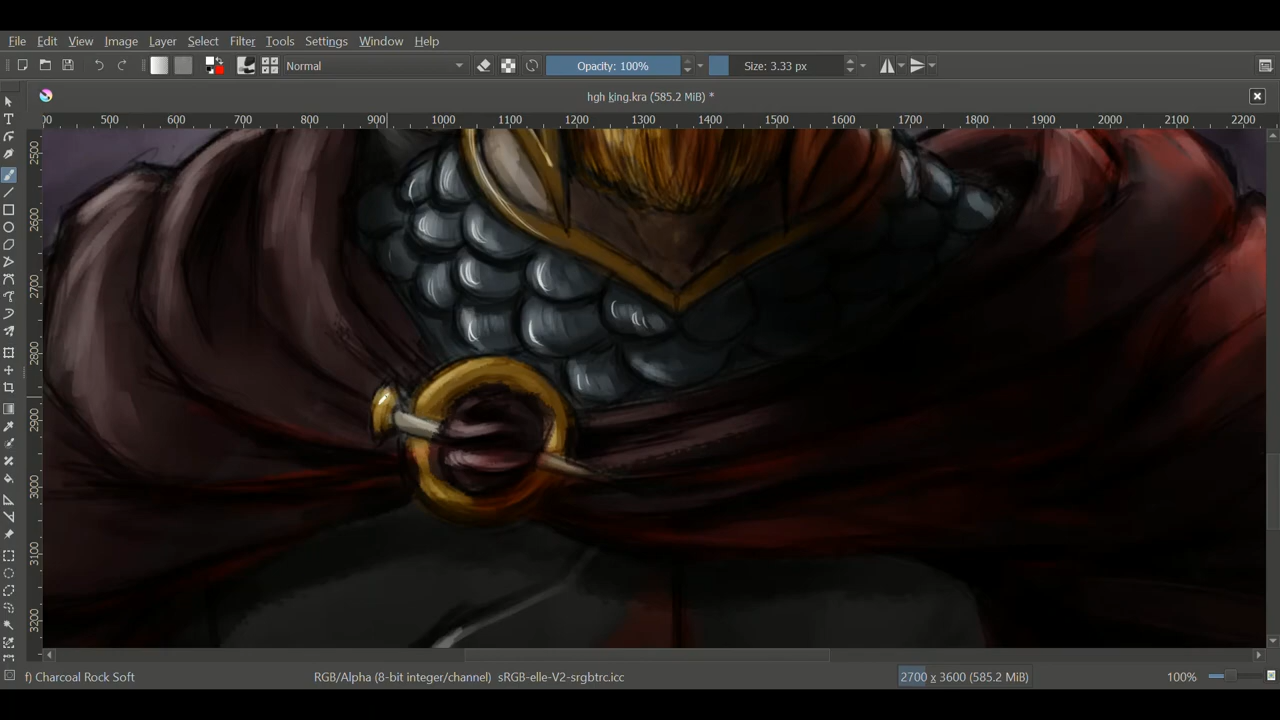 File Edit View Image Layer Select Filter Tools Settings Window Help
Normal Opacity: 100% Size: 3.33 px
hgh king.kra (585.2 MiB) *
00 500 600 700 800 900 1000 1100 1200 1300 1400 1500 1600 1700 1800 1900 2000 2100 2200
2500
2600
2700
2800
2900
3000
3100
3200
f) Charcoal Rock Soft RGB/Alpha (8-bit integer/channel) sRGB-elle-V2-srgbtrc.icc 2700 x 3600 (585.2 MiB) 100%